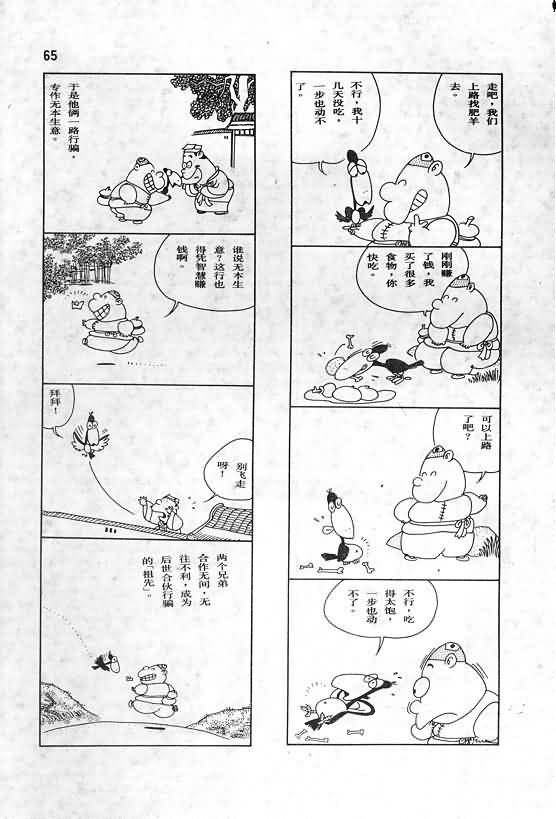 65
走吧，我们
上路找肥羊
去。
不行，我十
几天没吃，
一步也动不
了。
刚刚赚
了钱，我
买了很多
食物，你
快吃。
可以上路
了吧？
不行，吃
得太饱，
一步也动
不了。
于是他俩一路行骗，
专作无本生意。
谁说无本生
意？这行也
得凭智慧赚
钱啊。
别飞走
呀！
拜拜！
两个兄弟
合作无间，无
往不利，成为
后世合伙行骗
的「祖先」。